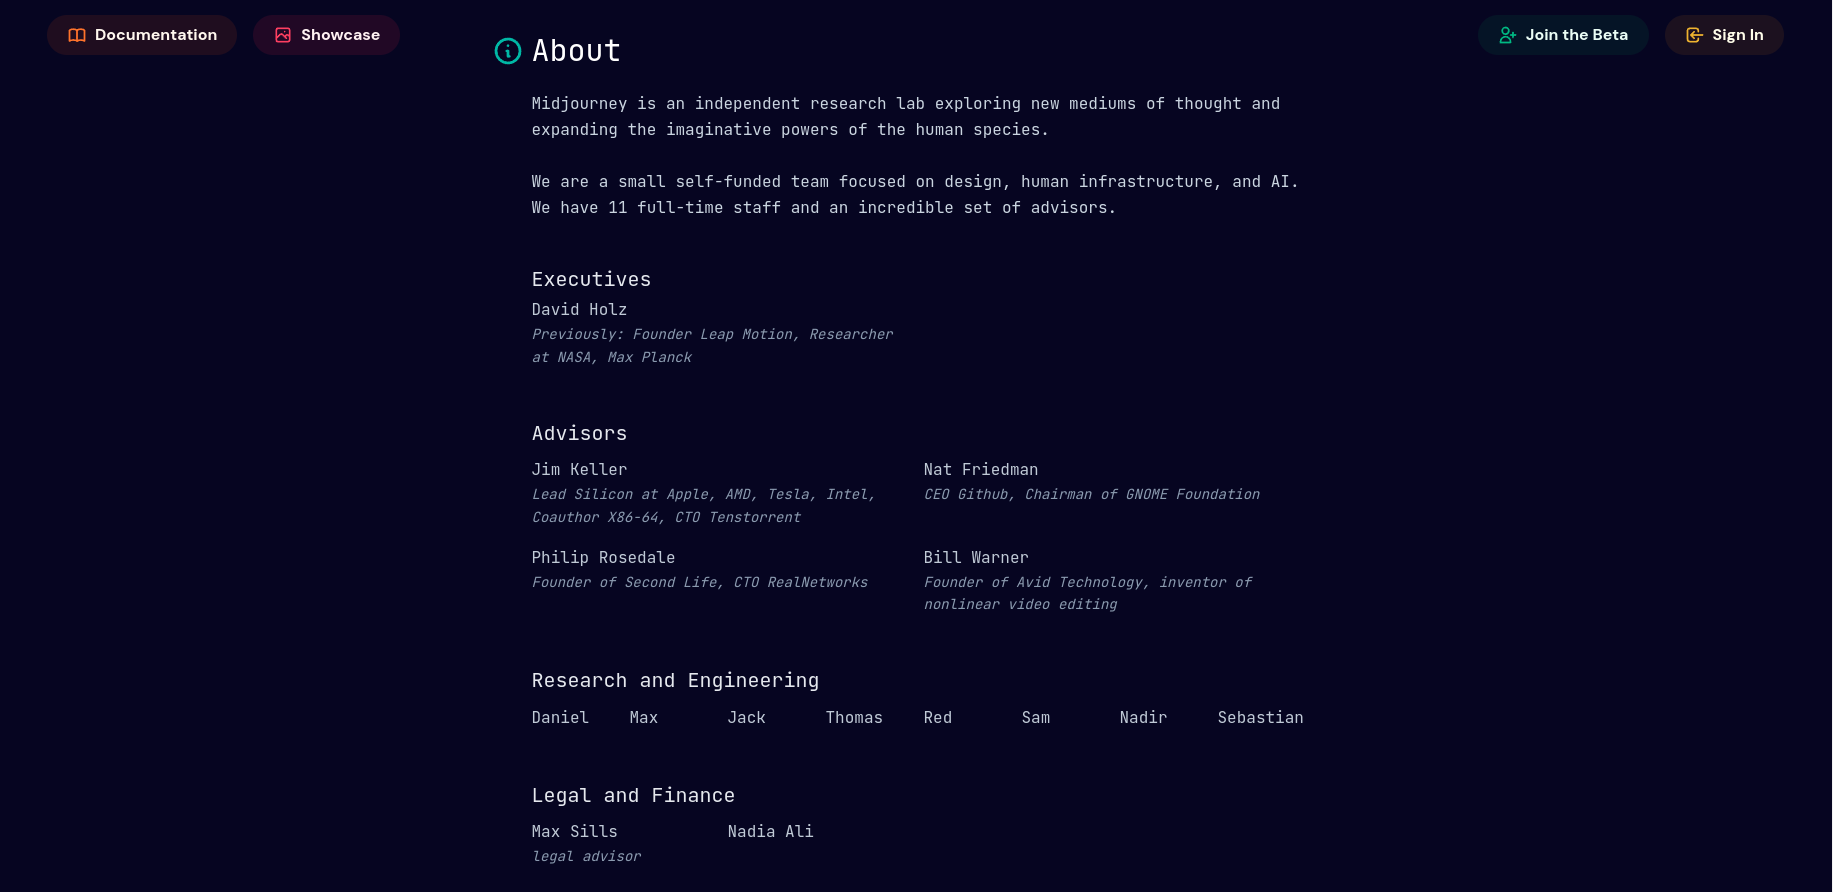 Documentation
Showcase
Join the Beta
Sign In
About
Midjourney is an independent research lab exploring new mediums of thought and
expanding the imaginative powers of the human species.
We are a small self-funded team focused on design, human infrastructure, and AI.
We have 11 full-time staff and an incredible set of advisors.
Executives
David Holz
Previously: Founder Leap Motion, Researcher
at NASA, Max Planck
Advisors
Jim Keller
Lead Silicon at Apple, AMD, Tesla, Intel,
Coauthor X86-64, CTO Tenstorrent
Nat Friedman
CEO Github, Chairman of GNOME Foundation
Philip Rosedale
Founder of Second Life, CTO RealNetworks
Bill Warner
Founder of Avid Technology, inventor of
nonlinear video editing
Research and Engineering
Daniel Max Jack Thomas Red Sam Nadir Sebastian
Legal and Finance
Max Sills
legal advisor
Nadia Ali